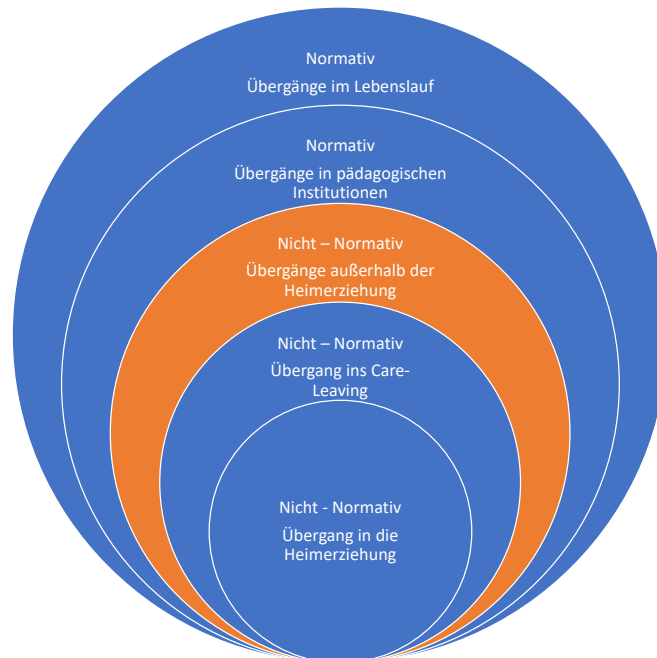 Normativ
Übergänge im Lebenslauf
Normativ
Übergänge in pädagogischen
Institutionen
Nicht – Normativ
Übergänge außerhalb der
Heimerziehung
Nicht – Normativ
Übergang ins Care-
Leaving
Nicht - Normativ
Übergang in die
Heimerziehung